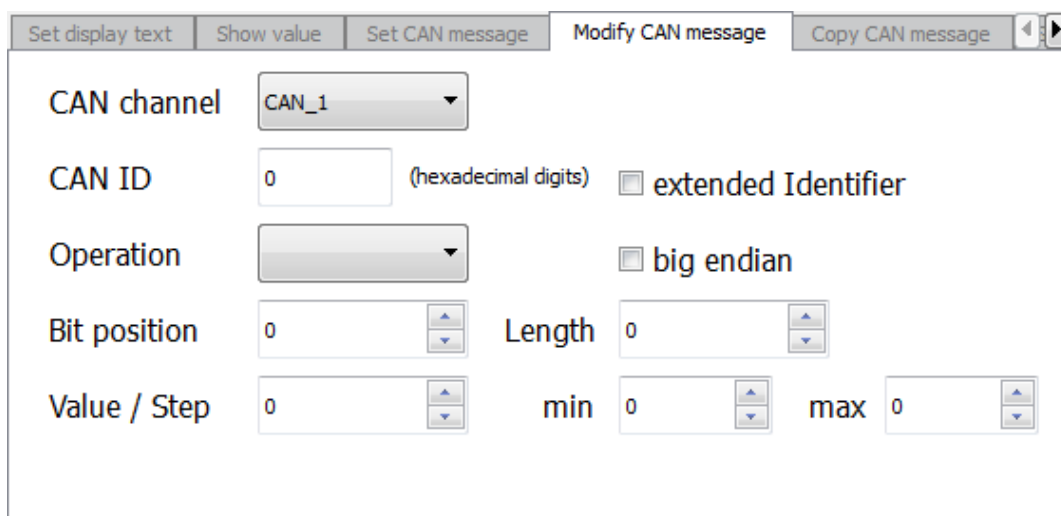 Set display text Show value Set CAN message Modify CAN message Copy CAN message
CAN channel CAN_1
CAN ID 0 (hexadecimal digits) extended Identifier
Operation big endian
Bit position 0 Length 0
Value / Step 0 min 0 max 0